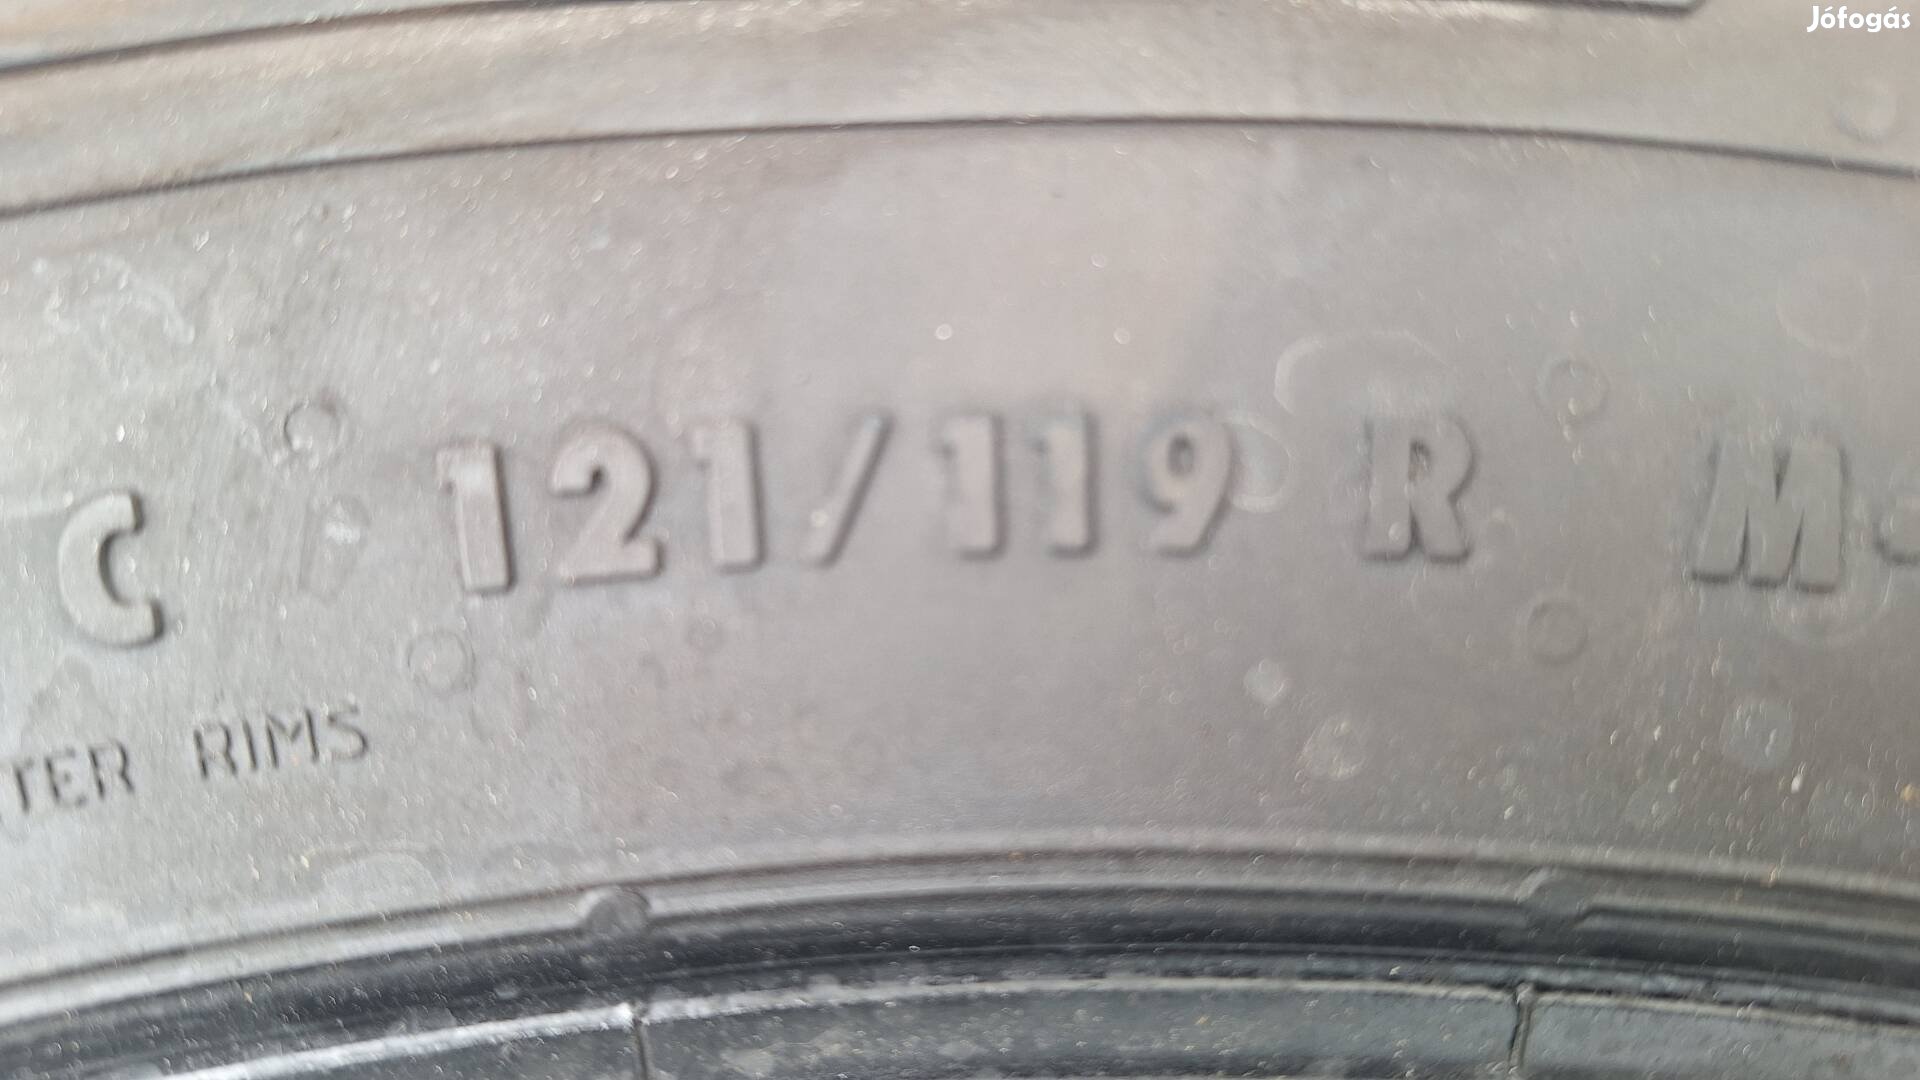 Jófogás
C 121/119 R M
RIMS